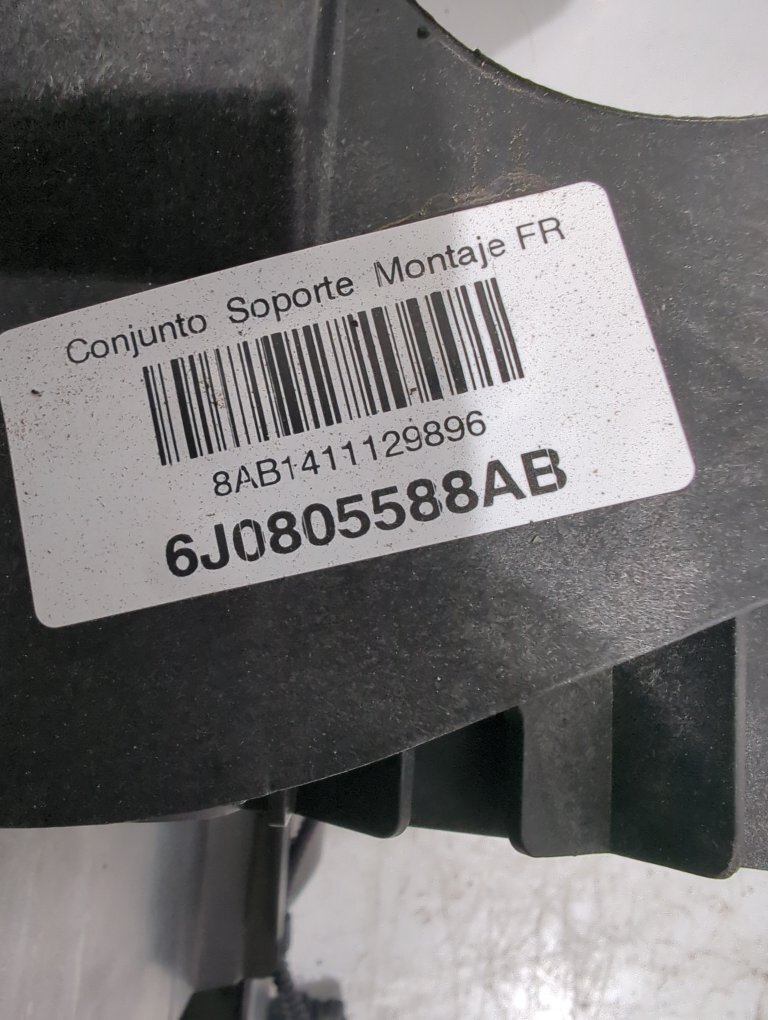 Conjunto Soporte Montaje FR
8AB1411129896
6J0805588AB